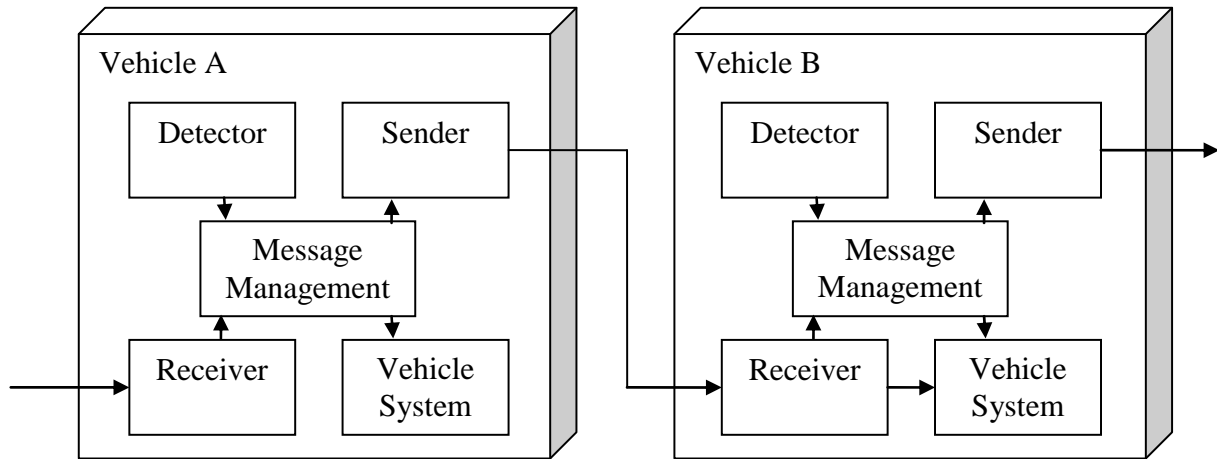 Vehicle A
Detector
Sender
Message
Management
Receiver
Vehicle
System
Vehicle B
Detector
Sender
Message
Management
Receiver
Vehicle
System